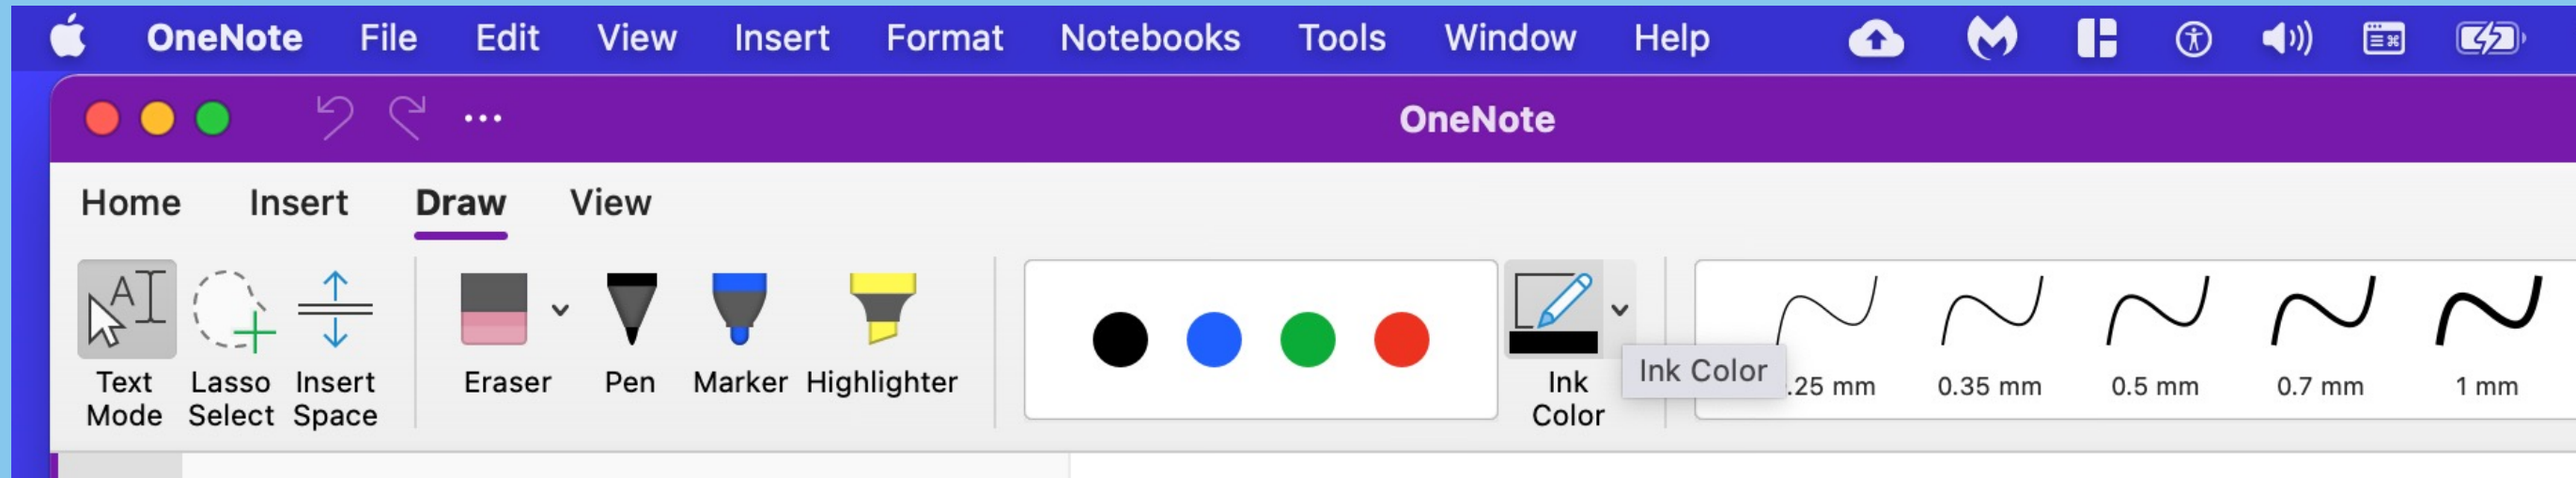 OneNote File Edit View Insert Format Notebooks Tools Window Help
OneNote
Home Insert Draw View
Text Mode
Lasso Select
Insert Space
Eraser
Pen
Marker
Highlighter
Ink Color
Ink Color
.25 mm
0.35 mm
0.5 mm
0.7 mm
1 mm